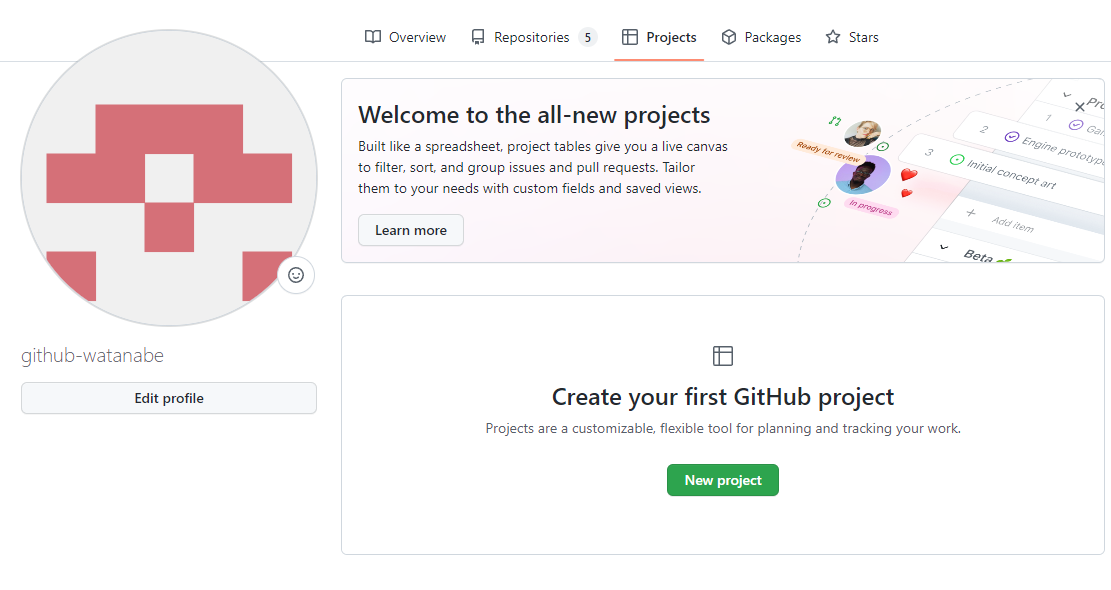 Overview Repositories 5 Projects Packages Stars
Welcome to the all-new projects
Built like a spreadsheet, project tables give you a live canvas
to filter, sort, and group issues and pull requests. Tailor
them to your needs with custom fields and saved views.
Learn more
Ready for review
In progress
1
2 Engine prototype
3 Initial concept art
+ Add item
Beta
github-watanabe
Edit profile
Create your first GitHub project
Projects are a customizable, flexible tool for planning and tracking your work.
New project